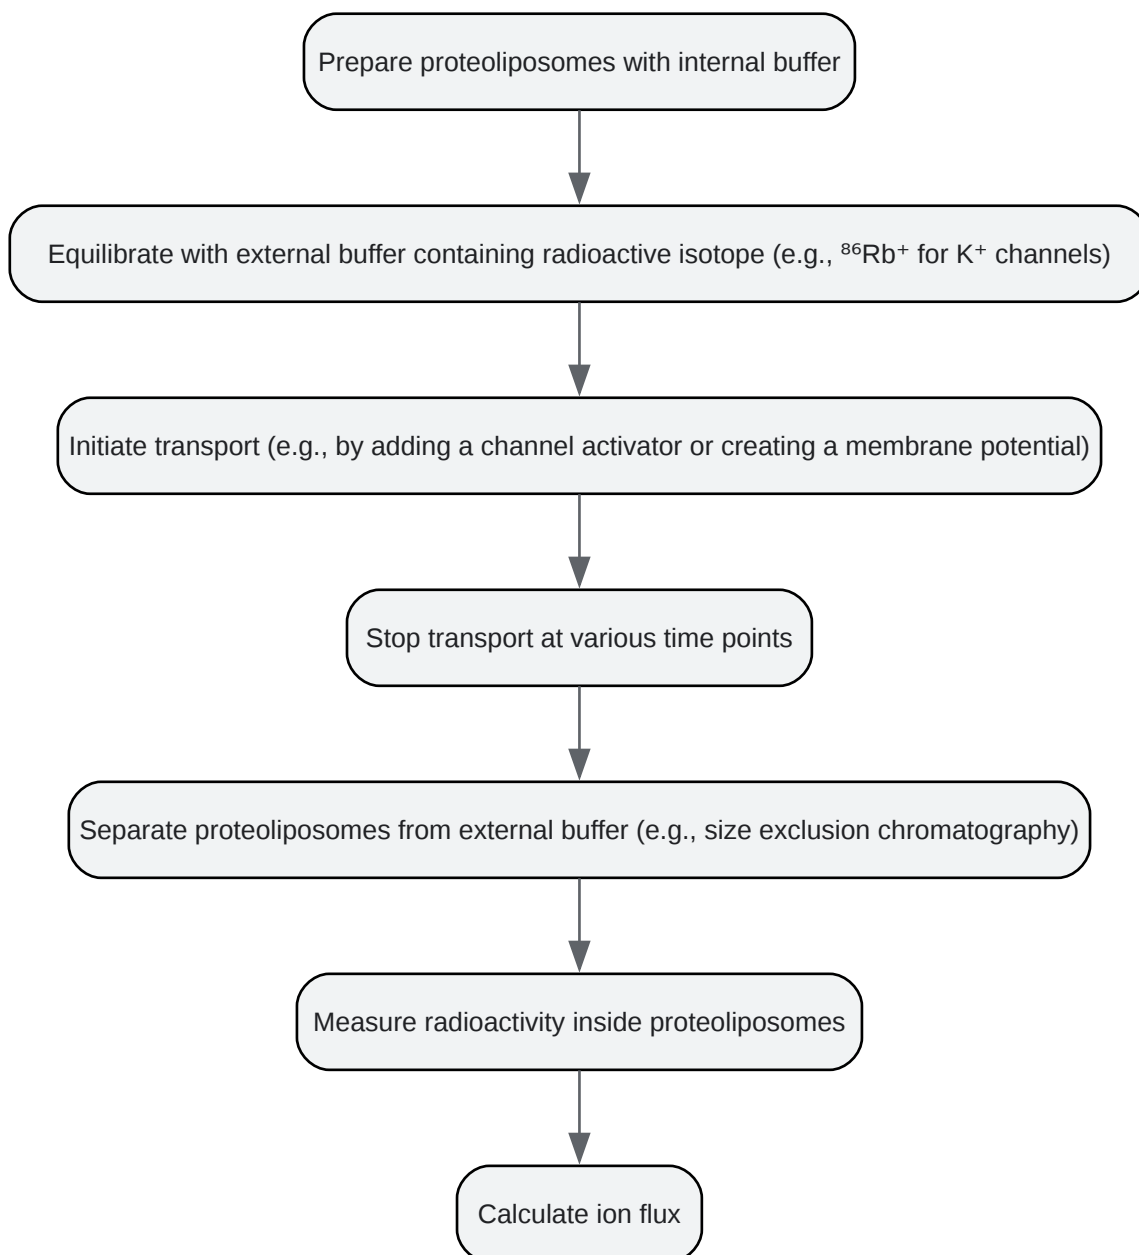 Prepare proteoliposomes with internal buffer
Equilibrate with external buffer containing radioactive isotope (e.g., ⁸⁶Rb⁺ for K⁺ channels)
Initiate transport (e.g., by adding a channel activator or creating a membrane potential)
Stop transport at various time points
Separate proteoliposomes from external buffer (e.g., size exclusion chromatography)
Measure radioactivity inside proteoliposomes
Calculate ion flux